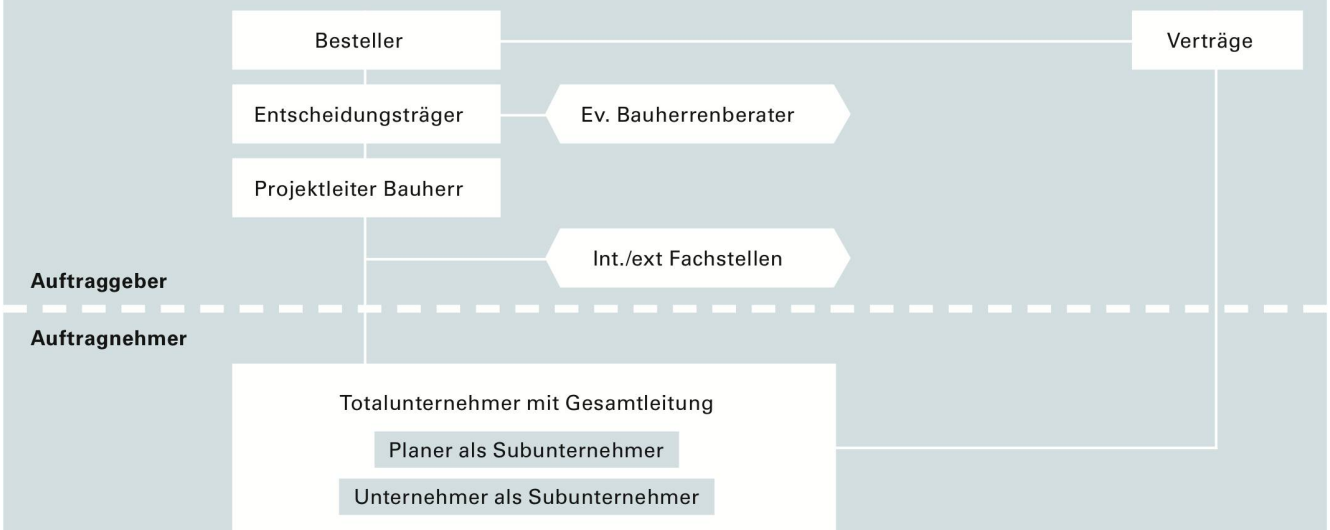 Besteller
Verträge
Entscheidungsträger
Ev. Bauherrenberater
Projektleiter Bauherr
Int./ext Fachstellen
Auftraggeber
Auftragnehmer
Totalunternehmer mit Gesamtleitung
Planer als Subunternehmer
Unternehmer als Subunternehmer